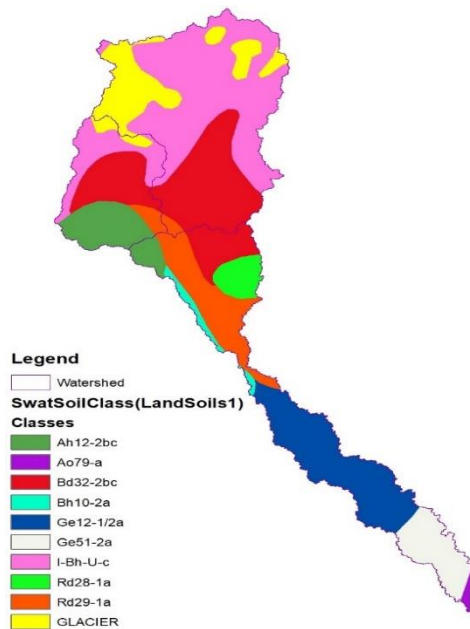 Legend
Watershed
SwatSoilClass(LandSoils1)
Classes
Ah12-2bc
Ao79-a
Bd32-2bc
Bh10-2a
Ge12-1/2a
Ge51-2a
I-Bh-U-c
Rd28-1a
Rd29-1a
GLACIER